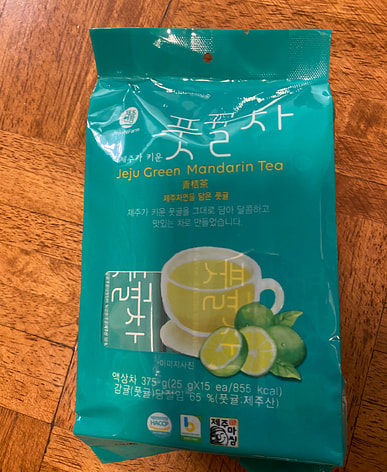 제주가 키운
풋귤차
Jeju Green Mandarin Tea
靑橘茶
제주자연을 담은 풋귤
제주가 키운 풋귤을 그대로 담아 달콤하고
맛있는 차로 만들었습니다.
풋귤차
풋귤
이미지사진
액상차 375 g(25 gX15 ea/855 kcal)
감귤(풋귤)당절임 65 %(풋귤:제주산)
HACCP
제주
마씸